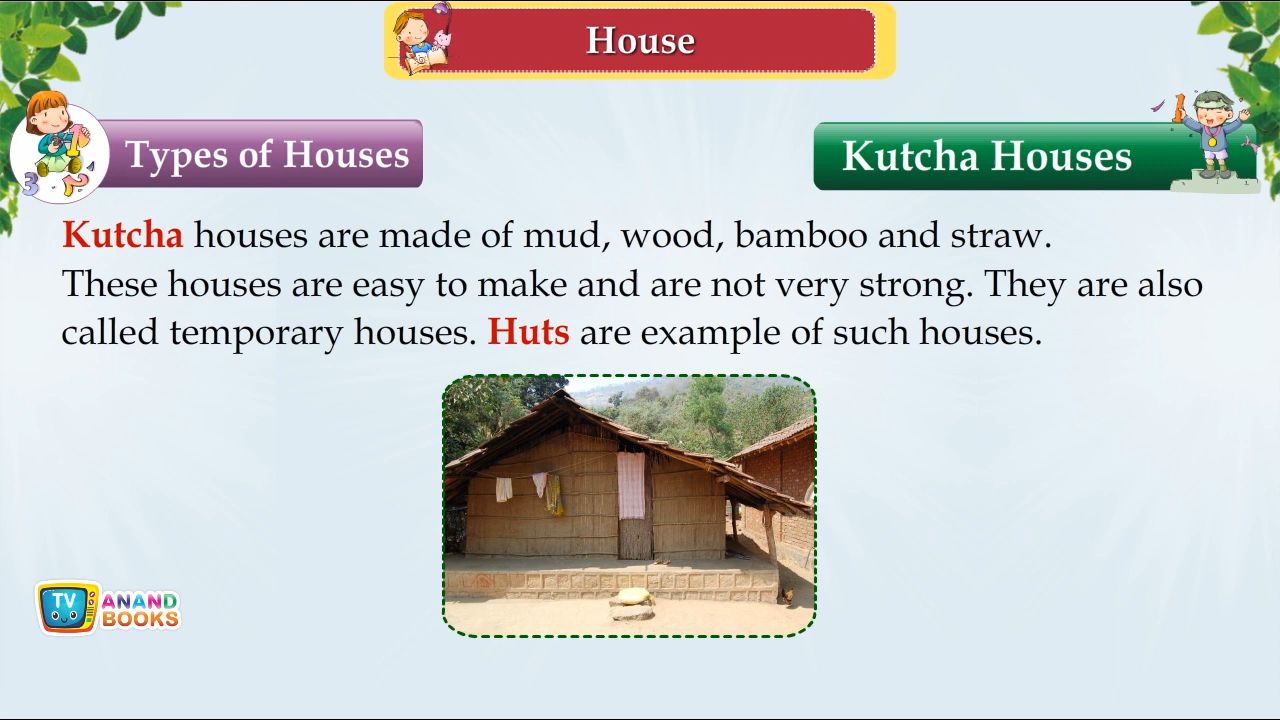 House
Types of Houses
Kutcha Houses
Kutcha houses are made of mud, wood, bamboo and straw.
These houses are easy to make and are not very strong. They are also
called temporary houses. Huts are example of such houses.
TV
ANAND
BOOKS